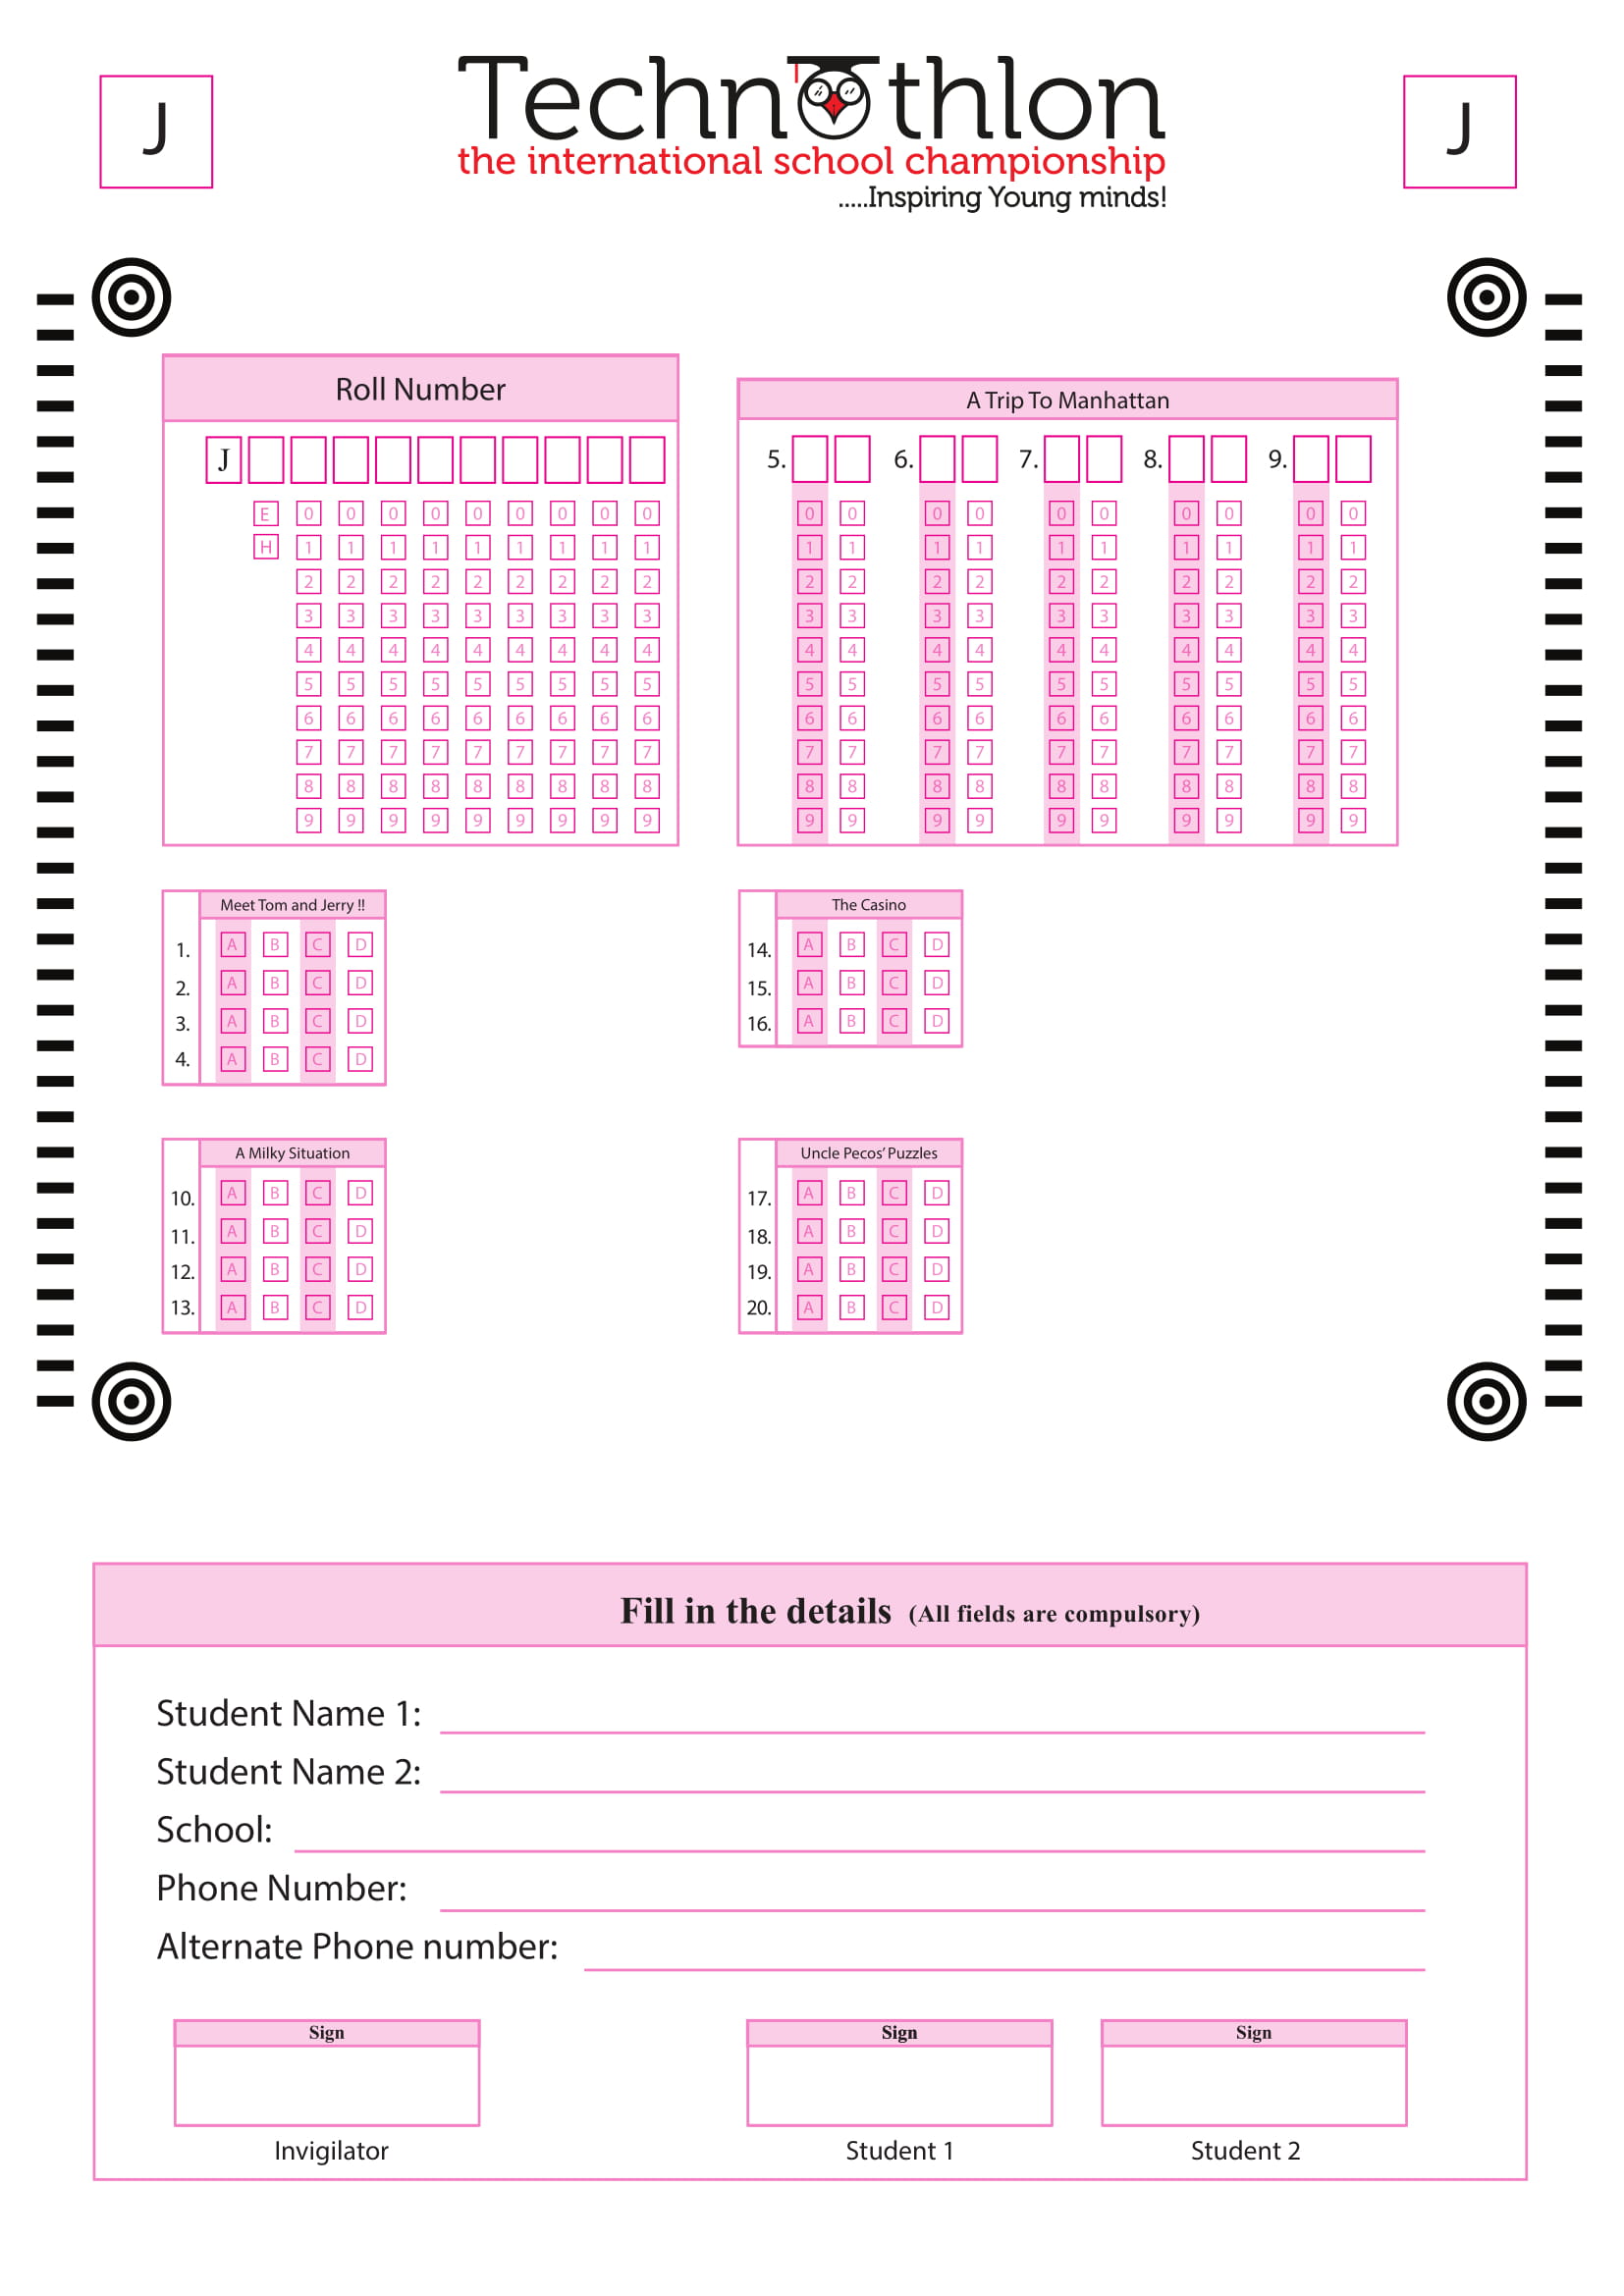 J
Technothlon
J
the international school championship
.....Inspiring Young minds!
Roll Number
J
E 0 0 0 0 0 0 0 0 0
H 1 1 1 1 1 1 1 1 1
2 2 2 2 2 2 2 2 2
3 3 3 3 3 3 3 3 3
4 4 4 4 4 4 4 4 4
5 5 5 5 5 5 5 5 5
6 6 6 6 6 6 6 6 6
7 7 7 7 7 7 7 7 7
8 8 8 8 8 8 8 8 8
9 9 9 9 9 9 9 9 9
A Trip To Manhattan
5. 6. 7. 8. 9.
0 0 0 0 0 0 0 0 0 0
1 1 1 1 1 1 1 1 1 1
2 2 2 2 2 2 2 2 2 2
3 3 3 3 3 3 3 3 3 3
4 4 4 4 4 4 4 4 4 4
5 5 5 5 5 5 5 5 5 5
6 6 6 6 6 6 6 6 6 6
7 7 7 7 7 7 7 7 7 7
8 8 8 8 8 8 8 8 8 8
9 9 9 9 9 9 9 9 9 9
Meet Tom and Jerry !!
1. A B C D
2. A B C D
3. A B C D
4. A B C D
The Casino
14. A B C D
15. A B C D
16. A B C D
A Milky Situation
10. A B C D
11. A B C D
12. A B C D
13. A B C D
Uncle Pecos' Puzzles
17. A B C D
18. A B C D
19. A B C D
20. A B C D
Fill in the details (All fields are compulsory)
Student Name 1:
Student Name 2:
School:
Phone Number:
Alternate Phone number:
Sign
Sign
Sign
Invigilator
Student 1
Student 2